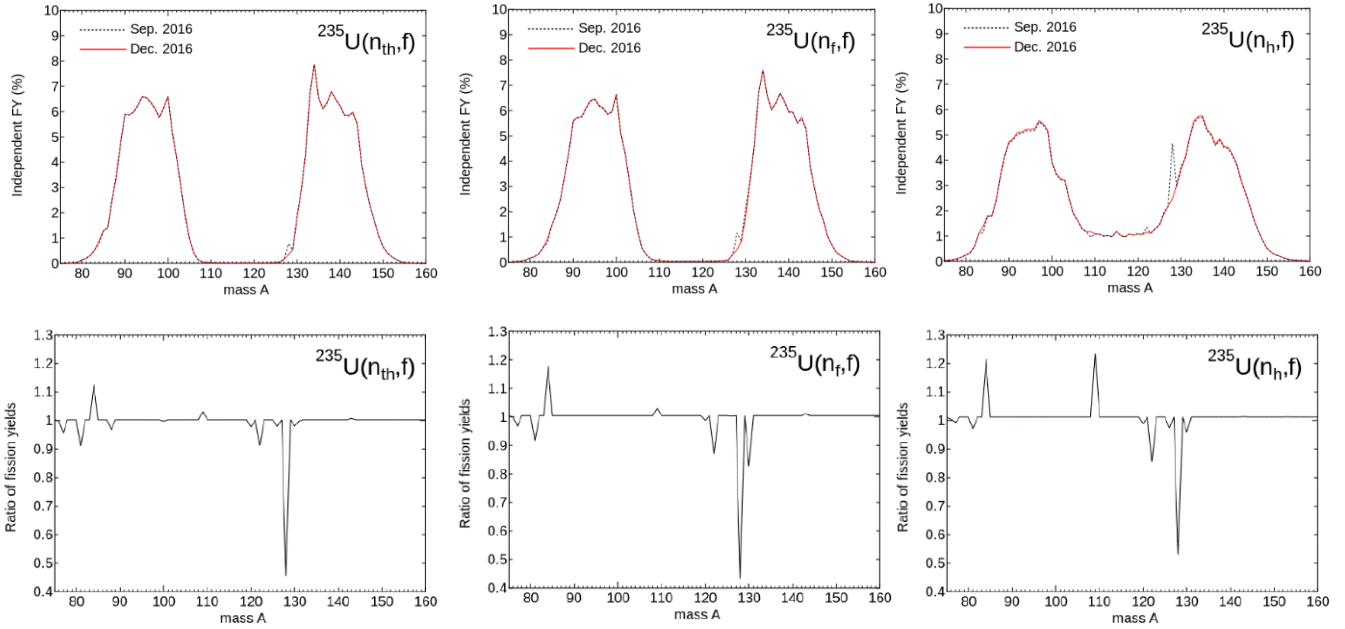 Sep. 2016
Dec. 2016
235U(nth,f)
Independent FY (%)
10
9
8
7
6
5
4
3
2
1
0
80 90 100 110 120 130 140 150 160
mass A
Sep. 2016
Dec. 2016
235U(nf,f)
Independent FY (%)
10
9
8
7
6
5
4
3
2
1
0
80 90 100 110 120 130 140 150 160
mass A
Sep. 2016
Dec. 2016
235U(nh,f)
Independent FY (%)
10
9
8
7
6
5
4
3
2
1
0
80 90 100 110 120 130 140 150 160
mass A
235U(nth,f)
Ratio of fission yields
1.3
1.2
1.1
1
0.9
0.8
0.7
0.6
0.5
0.4
80 90 100 110 120 130 140 150 160
mass A
235U(nf,f)
Ratio of fission yields
1.3
1.2
1.1
1
0.9
0.8
0.7
0.6
0.5
0.4
80 90 100 110 120 130 140 150 160
mass A
235U(nh,f)
Ratio of fission yields
1.3
1.2
1.1
1
0.9
0.8
0.7
0.6
0.5
0.4
80 90 100 110 120 130 140 150 160
mass A